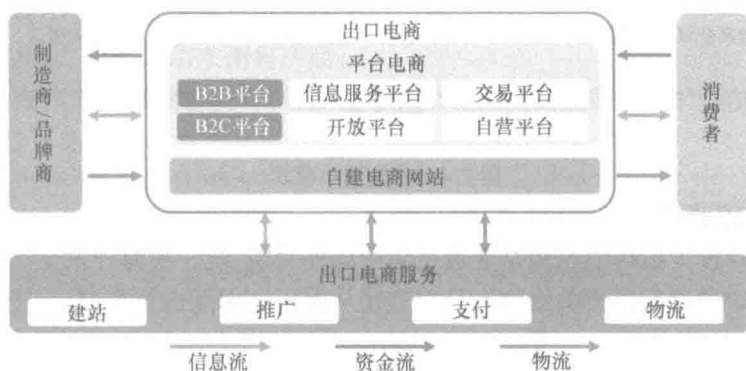 出口电商
平台电商
B2B平台 信息服务平台 交易平台
B2C平台 开放平台 自营平台
自建电商网站
制造商/品牌商
消费者
出口电商服务
建站 推广 支付 物流
信息流 资金流 物流